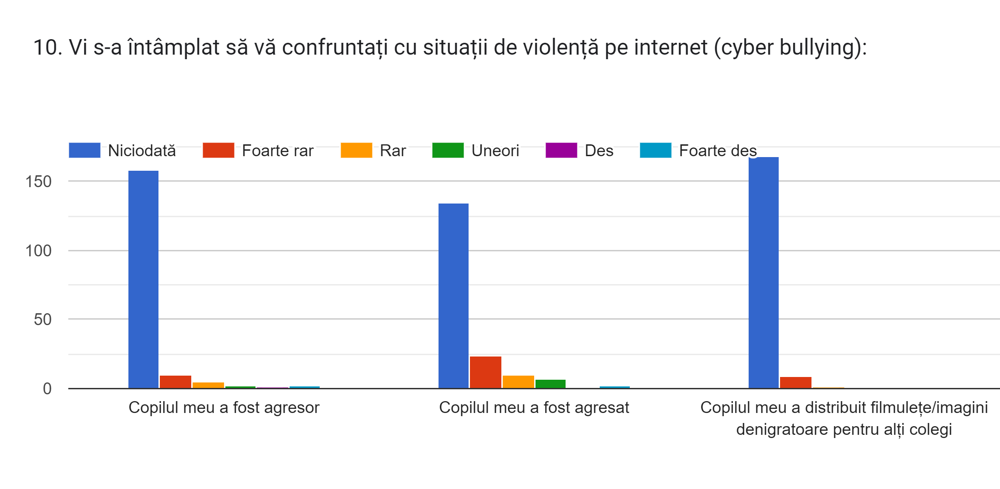 10. Vi s-a întâmplat să vă confruntați cu situații de violență pe internet (cyber bullying):
Niciodată Foarte rar Rar Uneori Des Foarte des
150
100
50
0
Copilul meu a fost agresor Copilul meu a fost agresat Copilul meu a distribuit filmulețe/imagini
denigratoare pentru alți colegi